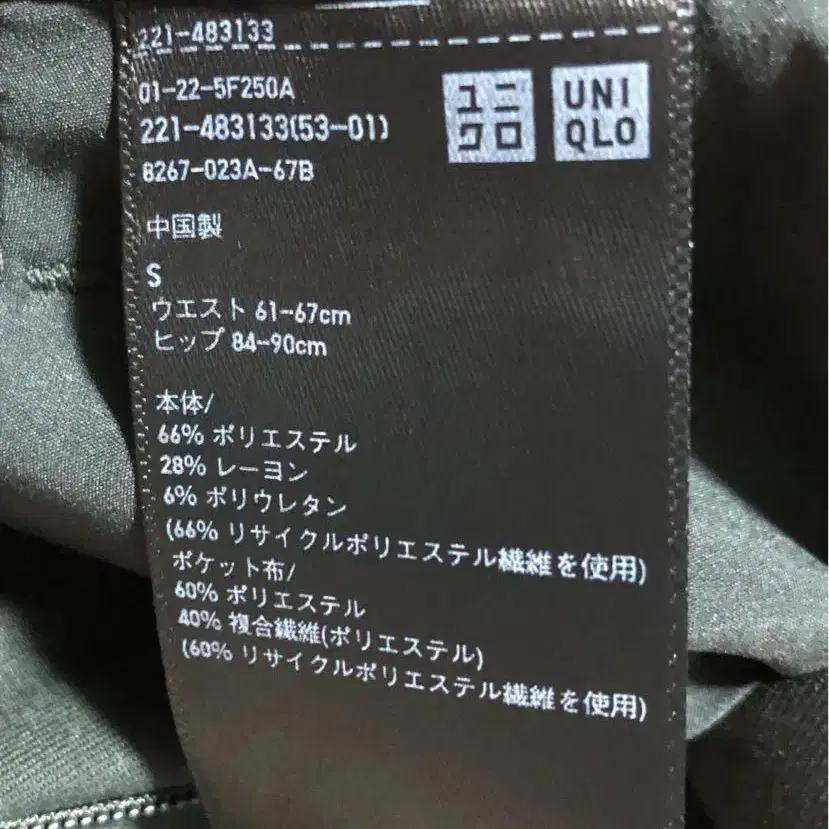 221-483133
01-22-5F250A
221-483133(53-01)
8267-023A-67B
ユニ
クロ
UNI
QLO
中国製
S
ウエスト 61-67cm
ヒップ 84-90cm
本体/
66% ポリエステル
28% レーヨン
6% ポリウレタン
(66% リサイクルポリエステル繊維を使用)
ポケット布/
60% ポリエステル
40% 複合繊維(ポリエステル)
(60% リサイクルポリエステル繊維を使用)